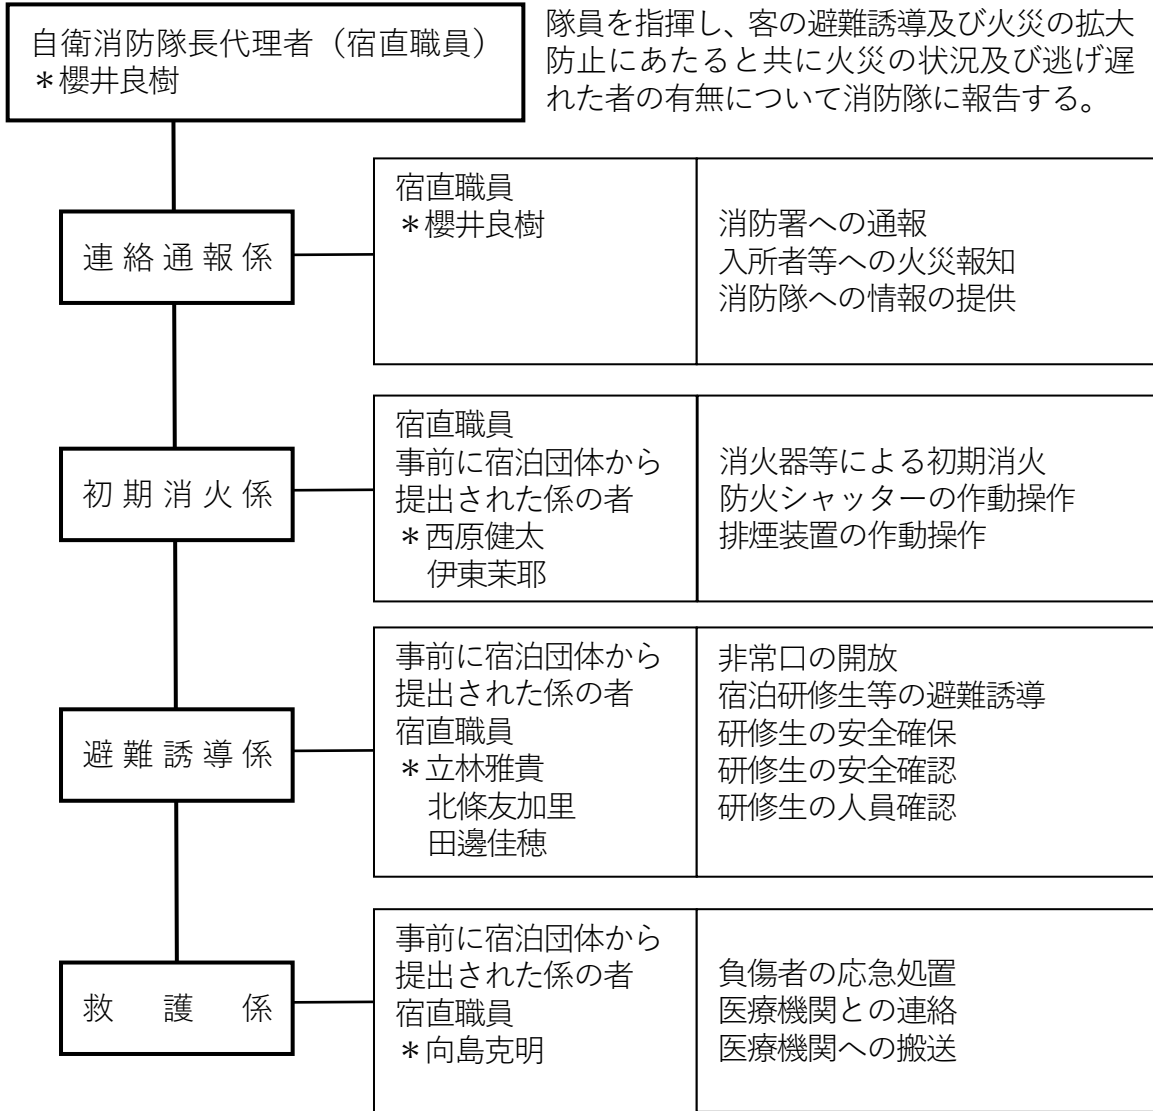 自衛消防隊長代理者（宿直職員）
＊櫻井良樹
隊員を指揮し、客の避難誘導及び火災の拡大
防止にあたると共に火災の状況及び逃げ遅
れた者の有無について消防隊に報告する。
連絡通報係
宿直職員
＊櫻井良樹
消防署への通報
入所者等への火災報知
消防隊への情報の提供
初期消火係
宿直職員
事前に宿泊団体から
提出された係の者
＊西原健太
伊東茉耶
消火器等による初期消火
防火シャッターの作動操作
排煙装置の作動操作
避難誘導係
事前に宿泊団体から
提出された係の者
宿直職員
＊立林雅貴
北條友加里
田邊佳穂
非常口の開放
宿泊研修生等の避難誘導
研修生の安全確保
研修生の安全確認
研修生の人員確認
救護係
事前に宿泊団体から
提出された係の者
宿直職員
＊向島克明
負傷者の応急処置
医療機関との連絡
医療機関への搬送